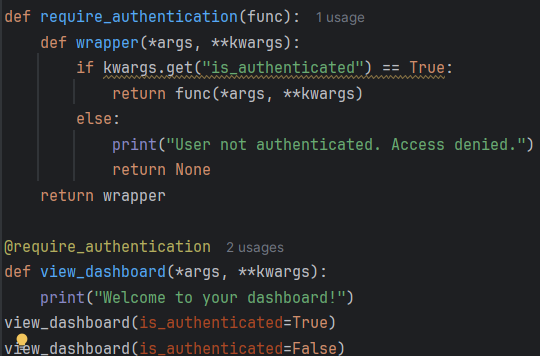 def require_authentication(func):  1 usage
    def wrapper(*args, **kwargs):
        if kwargs.get("is_authenticated") == True:
            return func(*args, **kwargs)
        else:
            print("User not authenticated. Access denied.")
            return None
    return wrapper

@require_authentication  2 usages
def view_dashboard(*args, **kwargs):
    print("Welcome to your dashboard!")
view_dashboard(is_authenticated=True)
view_dashboard(is_authenticated=False)